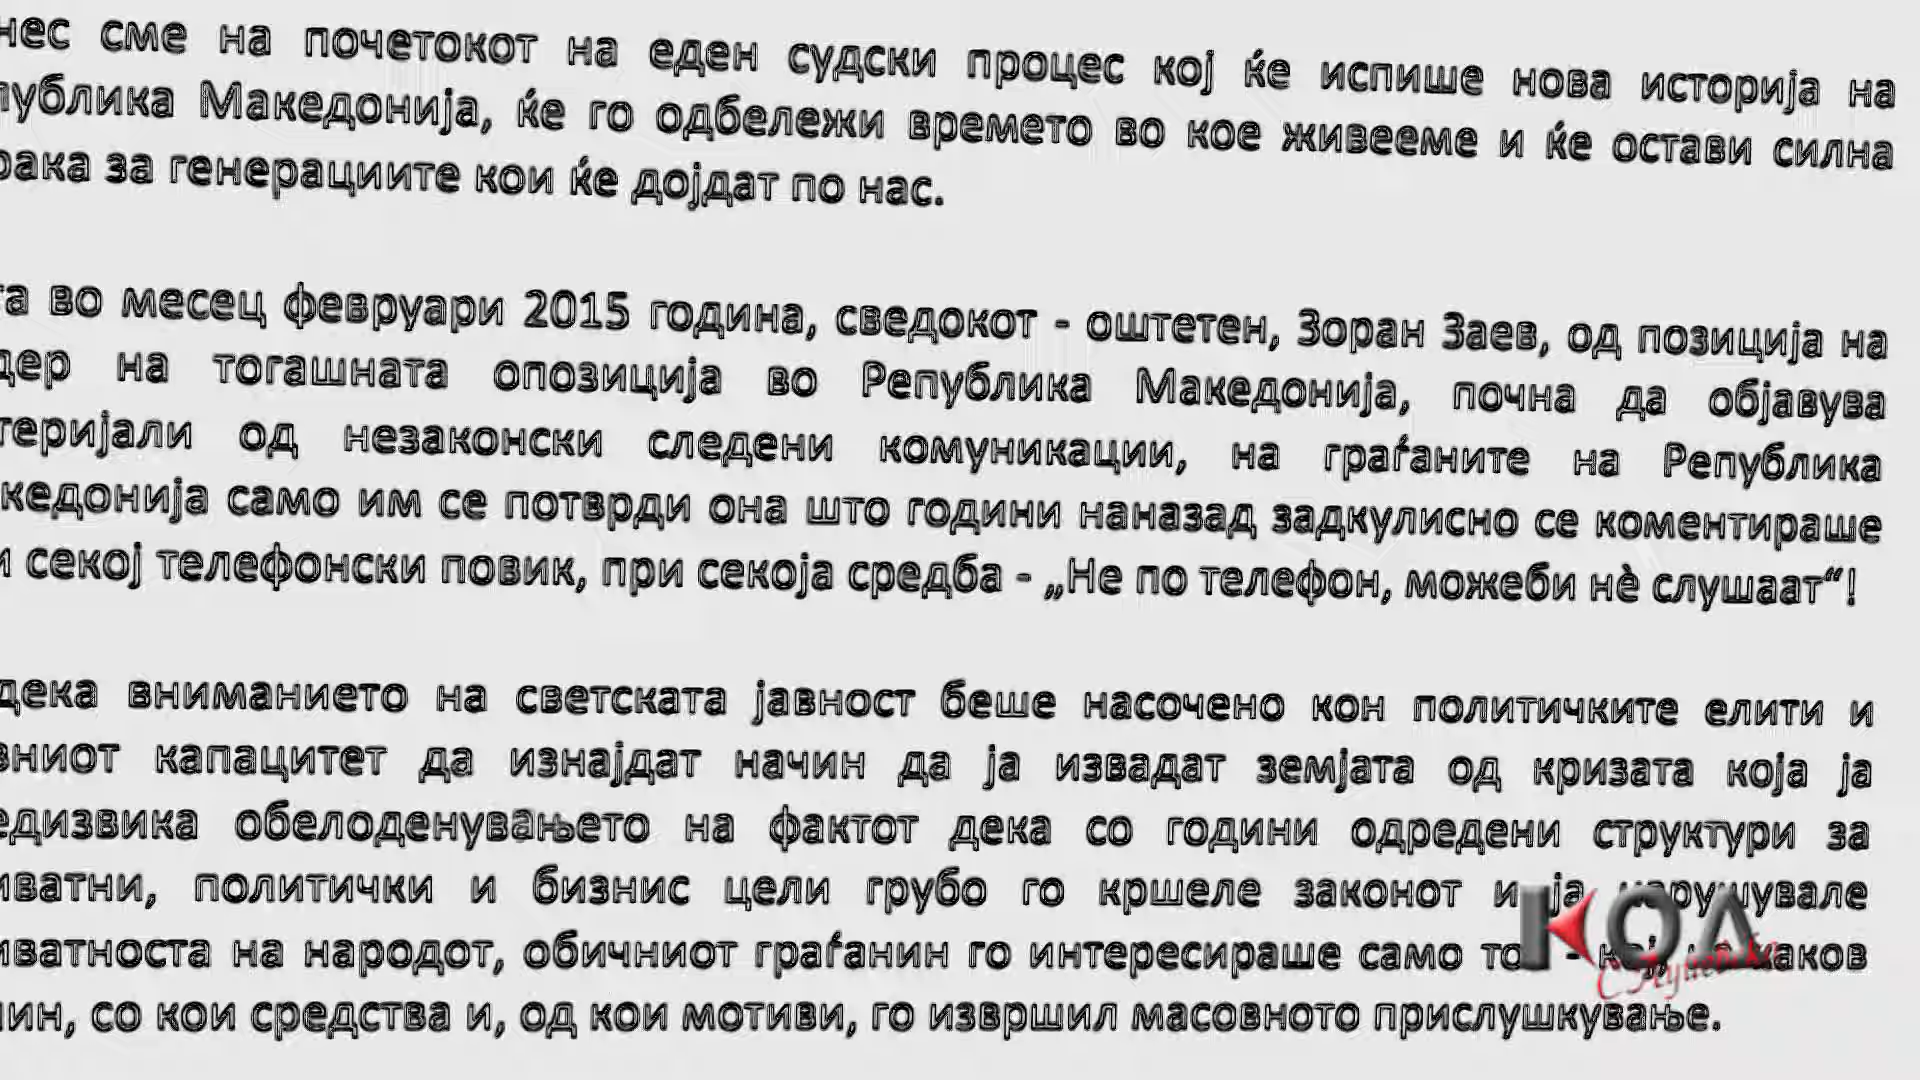 нес сме на почетокот на еден судски процес кој ќе испише нова историја на
публика Македонија, ќе го одбележи времето во кое живееме и ќе остави силна
рака за генерациите кои ќе дојдат по нас.
та во месец февруари 2015 година, сведокот - оштетен, Зоран Заев, од позиција на
дер на тогашната опозиција во Република Македонија, почна да објавува
теријали од незаконски следени комуникации, на граѓаните на Република
кедонија само им се потврди она што години наназад задкулисно се коментираше
и секој телефонски повик, при секоја средба - „Не по телефон, можеби нѐ слушаат“!
дека вниманието на светската јавност беше насочено кон политичките елити и
вниот капацитет да изнајдат начин да ја извадат земјата од кризата која ја
едизвика обелоденувањето на фактот дека со години одредени структури за
иватни, политички и бизнис цели грубо го кршеле законот и ја нарушувале
иватноста на народот, обичниот граѓанин го интересираше само
чин, со кои средства и, од кои мотиви, го извршил масовното прислушкување.
КОД